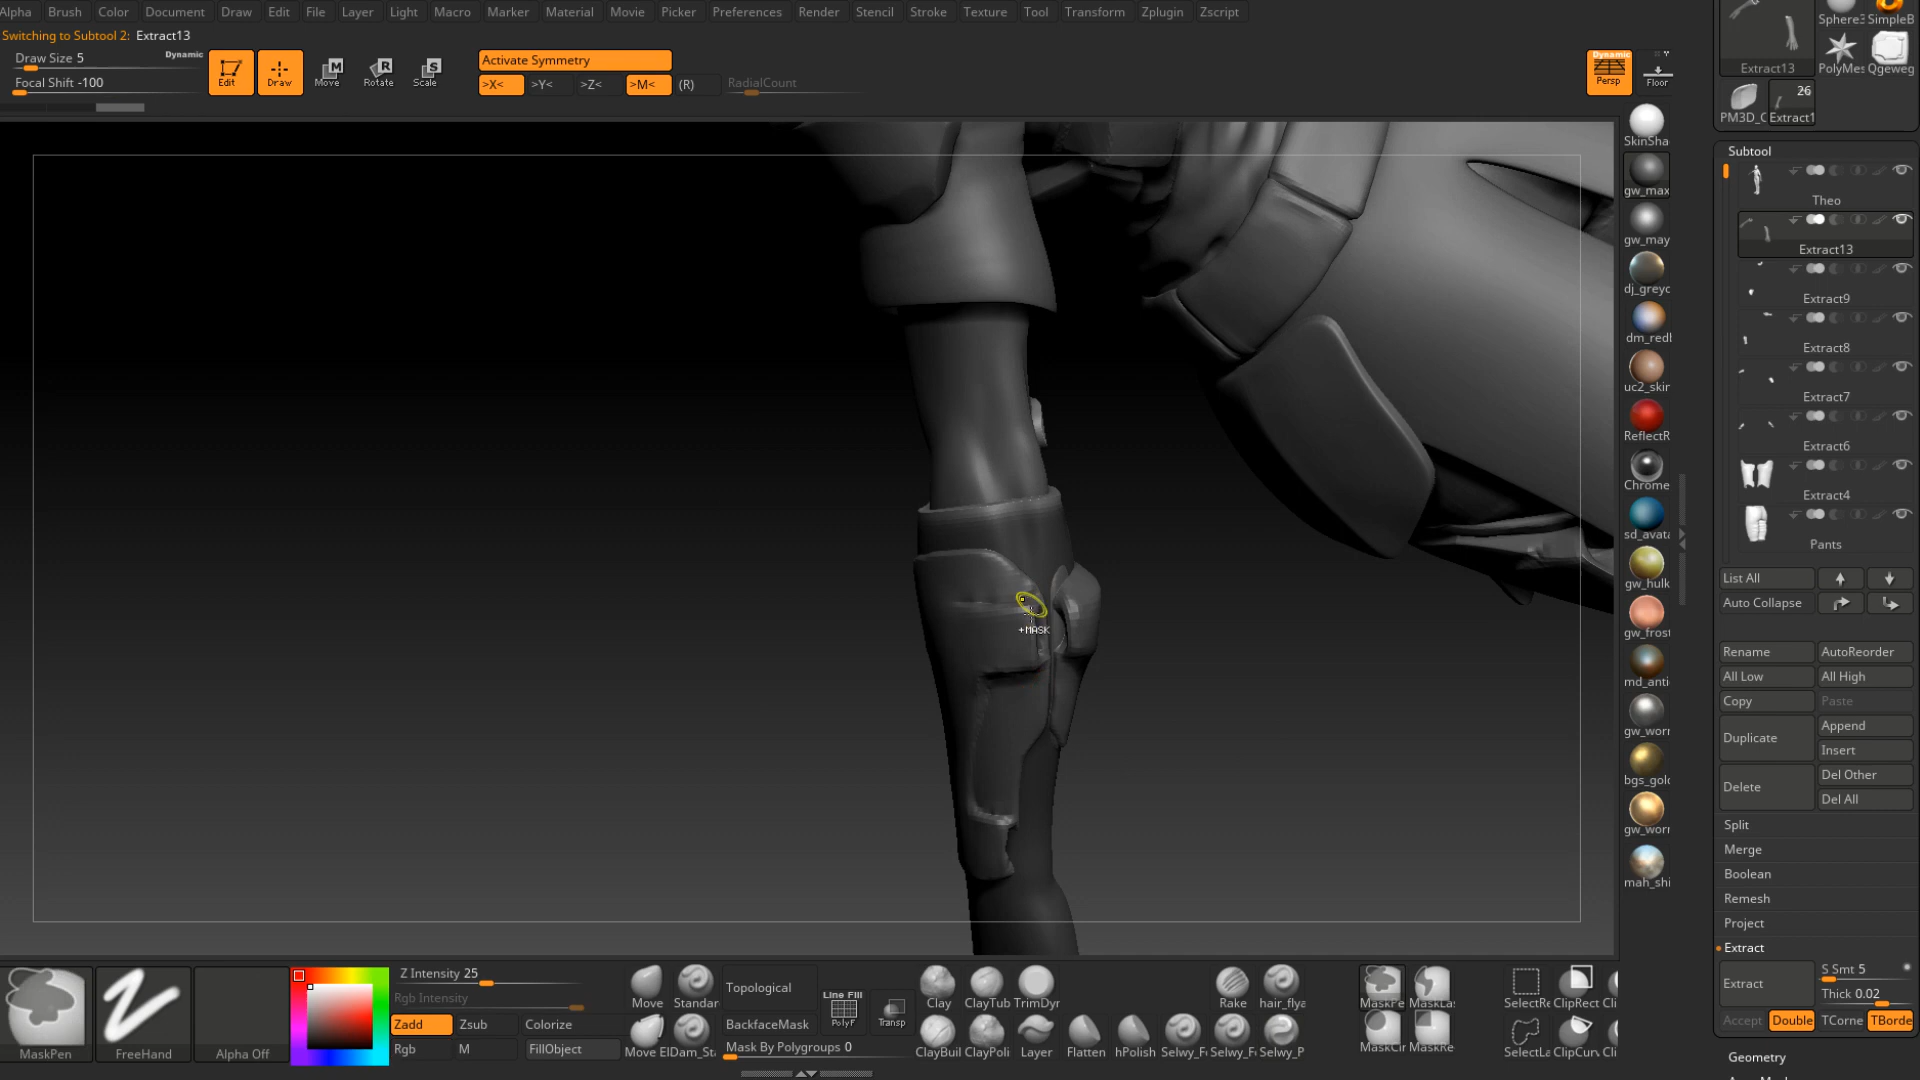 Alpha Brush Color Document Draw Edit File Layer Light Macro Marker Material Movie Picker Preferences Render Stencil Stroke Texture Tool Transform Zplugin Zscript
Switching to Subtool 2: Extract13
Draw Size 5
Dynamic
Focal Shift -100
Edit
Draw
Move
Rotate
Scale
Activate Symmetry
>X< >Y< >Z< >M< (R) RadialCount
Dynamic
Persp
Floor
Sphere3 SimpleB
Extract13 PolyMes Qgeweg
26
PM3D_C Extract1
Subtool
Theo
Extract13
Extract9
Extract8
Extract7
Extract6
Extract4
Pants
List All
Auto Collapse
Rename AutoReorder
All Low All High
Copy Paste
Duplicate Append
Insert
Delete Del Other
Del All
Split
Merge
Boolean
Remesh
Project
Extract
Extract S Smt 5
Thick 0.02
Accept Double TCorne TBorde
Geometry
SkinSha
gw_max
gw_may
dj_greyc
dm_redl
uc2_skin
ReflectR
Chrome
sd_avata
gw_hulk
gw_frost
md_anti
gw_worr
bgs_gold
gw_worr
mah_shi
+MASK
MaskPen FreeHand Alpha Off
Z Intensity 25
Rgb Intensity
Zadd Zsub Colorize
Rgb M FillObject
Move Standar
Move ElDam_St
Topological
BackfaceMask
Mask By Polygroups 0
Line Fill
PolyF
Transp
Clay ClayTub TrimDyn
ClayBuil ClayPoli Layer Flatten hPolish Selwy_F Selwy_F Selwy_P
Rake hair_flya
MaskPe MaskLas
MaskCir MaskRe
SelectRe ClipRect Cli
SelectLa ClipCurv Cli